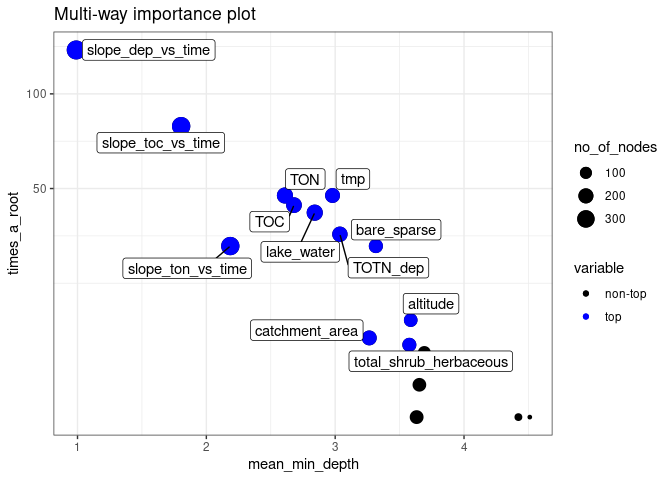 Multi-way importance plot
slope_dep_vs_time
100
slope_toc_vs_time
TON
tmp
50
TOC
bare_sparse
lake_water
slope_ton_vs_time
TOTN_dep
altitude
catchment_area
total_shrub_herbaceous
times_a_root
1
2
3
4
mean_min_depth
no_of_nodes
100
200
300
variable
non-top
top